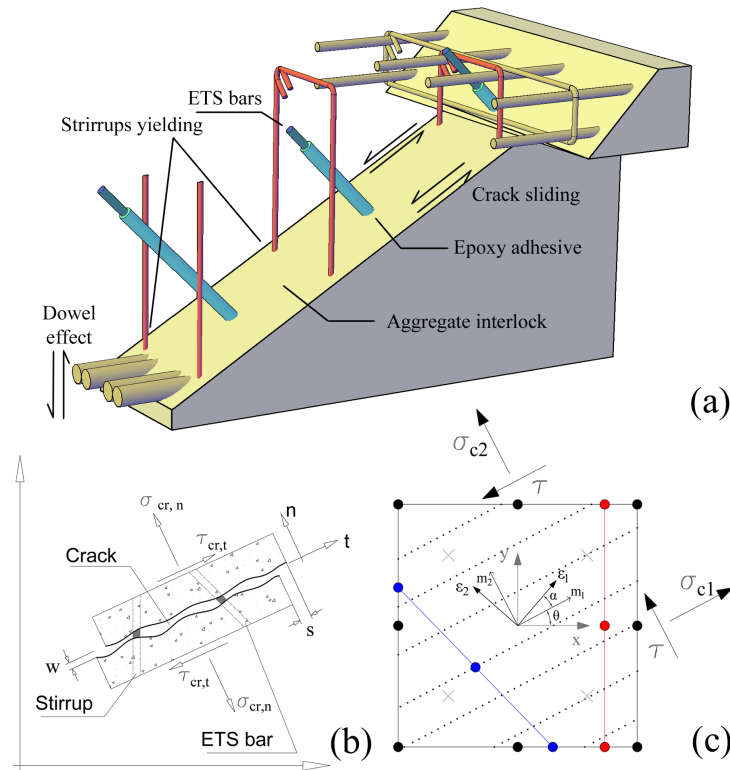 ETS bars
Strirrups yielding
Crack sliding
Epoxy adhesive
Dowel
effect
Aggregate interlock
(a)
σcr, n
n
τcr,t
t
Crack
s
w
τcr,t
σcr,n
Stirrup
ETS bar
(b)
σc2
τ
y
ε2
m2
ε1
α
m1
θ
x
σc1
τ
(c)